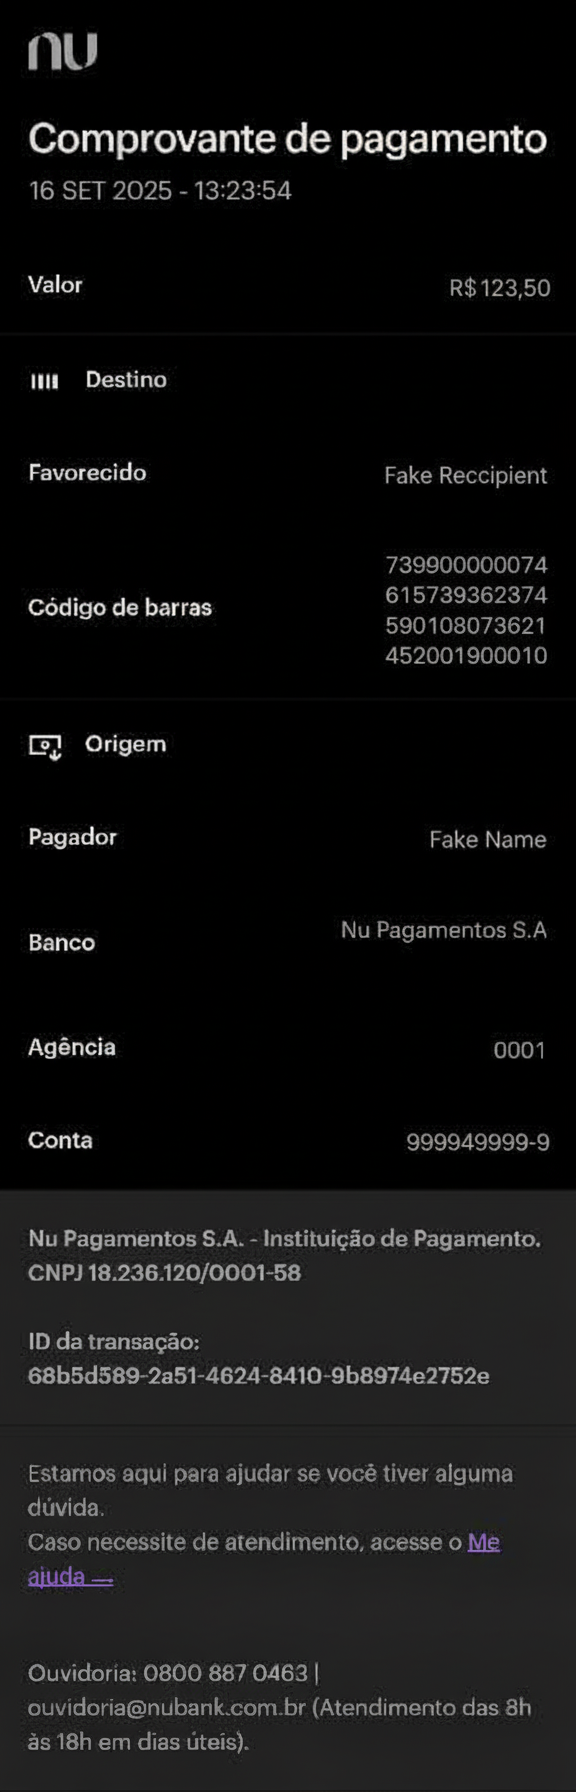 nu
Comprovante de pagamento
16 SET 2025 - 13:23:54
Valor R$ 123,50
Destino
Favorecido Fake Reccipient
Código de barras 739900000074
615739362374
590108073621
452001900010
Origem
Pagador Fake Name
Banco Nu Pagamentos S.A
Agência 0001
Conta 999949999-9
Nu Pagamentos S.A. - Instituição de Pagamento.
CNPJ 18.236.120/0001-58
ID da transação:
68b5d589-2a51-4624-8410-9b8974e2752e
Estamos aqui para ajudar se você tiver alguma
dúvida.
Caso necessite de atendimento, acesse o Me
ajuda →
Ouvidoria: 0800 887 0463 |
ouvidoria@nubank.com.br (Atendimento das 8h
às 18h em dias úteis).